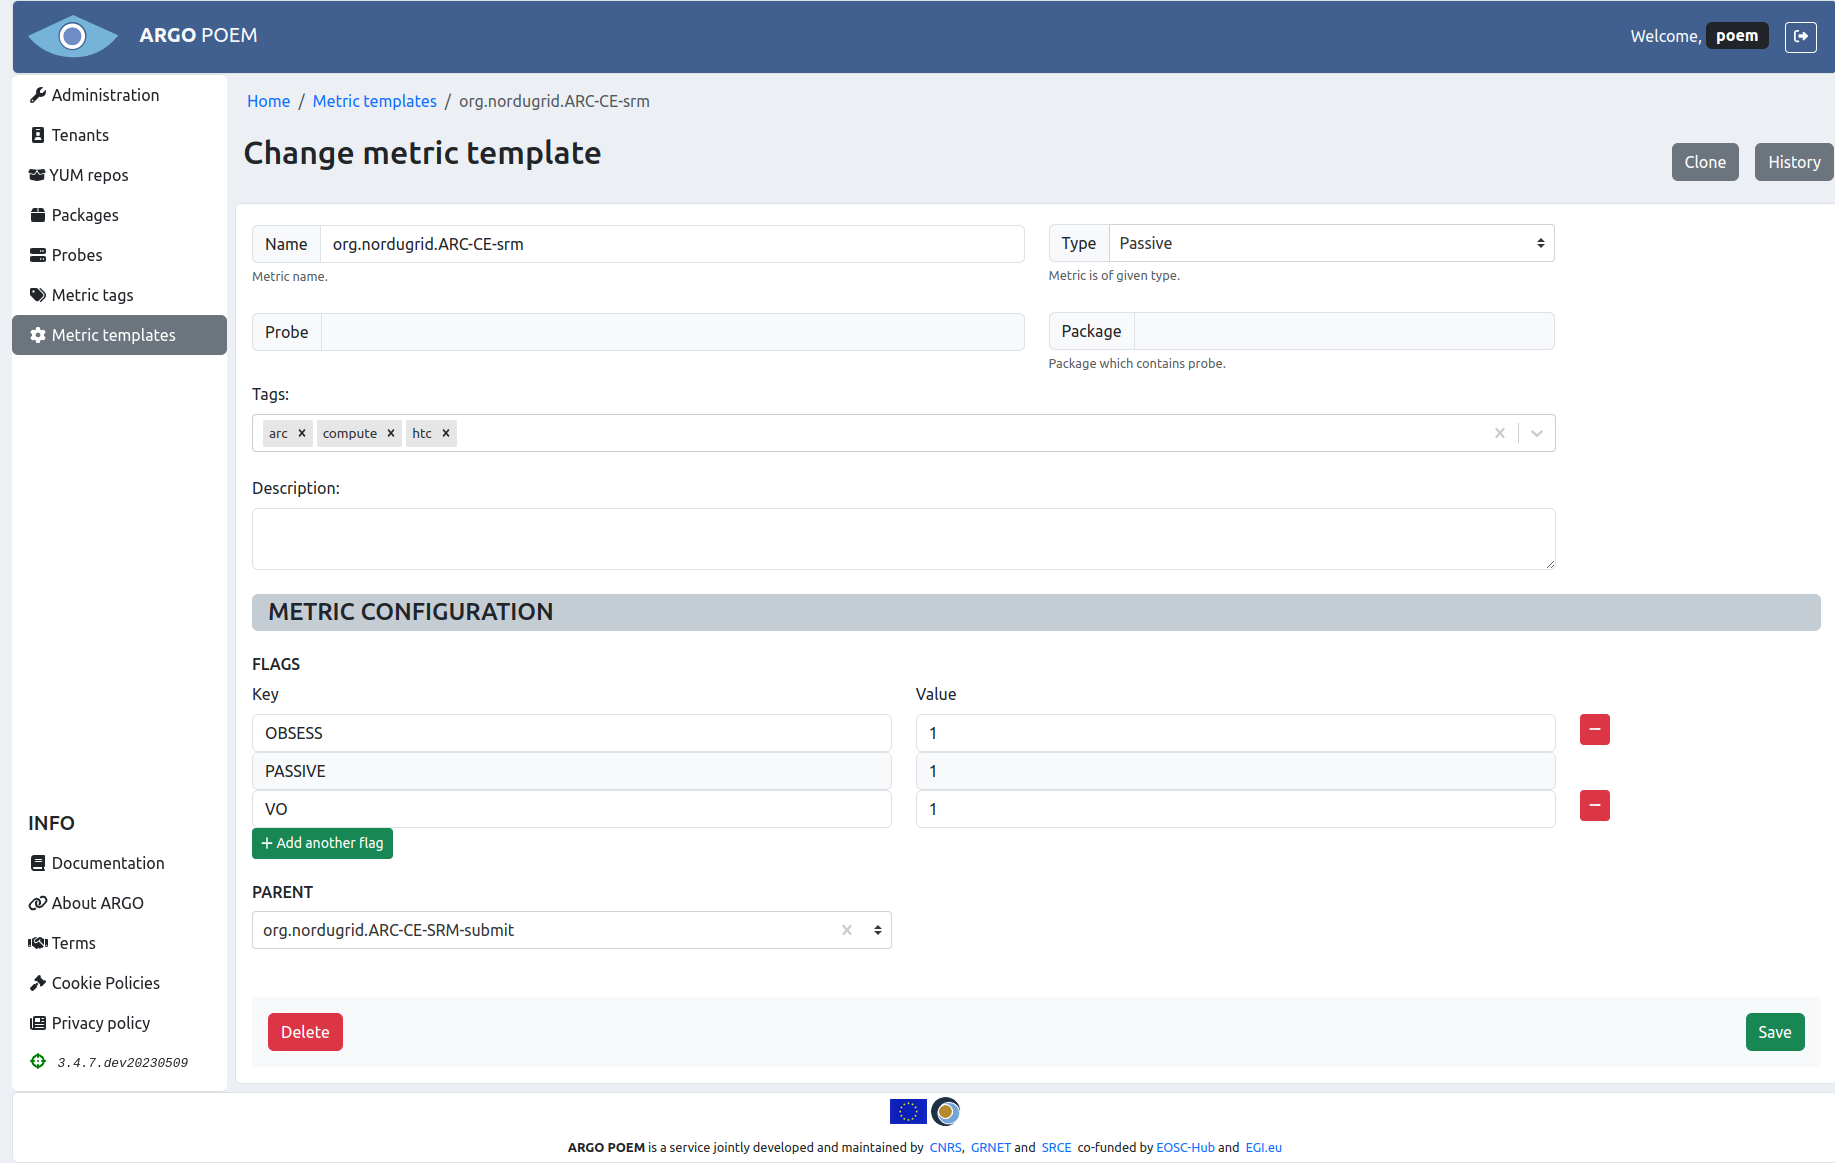 ARGO POEM
Welcome, poem
Administration
Tenants
YUM repos
Packages
Probes
Metric tags
Metric templates
INFO
Documentation
About ARGO
Terms
Cookie Policies
Privacy policy
3.4.7.dev20230509
Home / Metric templates / org.nordugrid.ARC-CE-srm
Change metric template
Clone
History
Name org.nordugrid.ARC-CE-srm
Metric name.
Type Passive
Metric is of given type.
Probe
Package
Package which contains probe.
Tags:
arc × compute × htc ×
Description:
METRIC CONFIGURATION
FLAGS
Key Value
OBSESS 1
PASSIVE 1
VO 1
+ Add another flag
PARENT
org.nordugrid.ARC-CE-SRM-submit
Delete
Save
ARGO POEM is a service jointly developed and maintained by CNRS, GRNET and SRCE co-funded by EOSC-Hub and EGI.eu